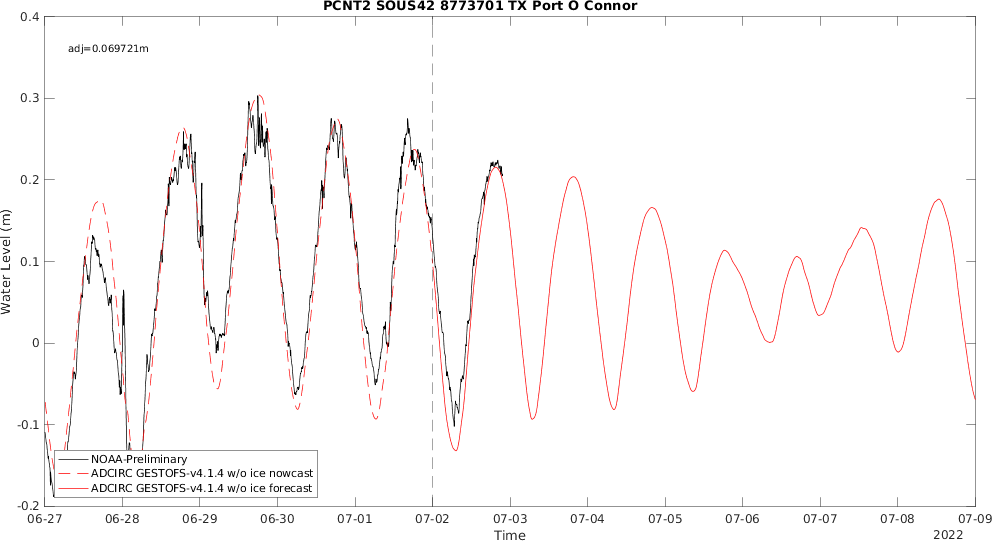 PCNT2 SOUS42 8773701 TX Port O Connor
adj=0.069721m
0.4
0.3
0.2
0.1
0
-0.1
-0.2
Water Level (m)
NOAA-Preliminary
ADCIRC GESTOFS-v4.1.4 w/o ice nowcast
ADCIRC GESTOFS-v4.1.4 w/o ice forecast
06-27 06-28 06-29 06-30 07-01 07-02 07-03 07-04 07-05 07-06 07-07 07-08 07-09
Time
2022